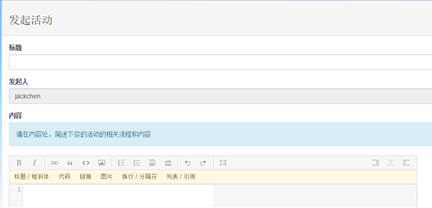 发起活动
标题
发起人
jackchen
内容
请在内容处，简述下你的活动的相关流程和内容
B I
标题 / 粗斜体 代码 链接 图片 换行 / 分隔符 列表 / 引用
1